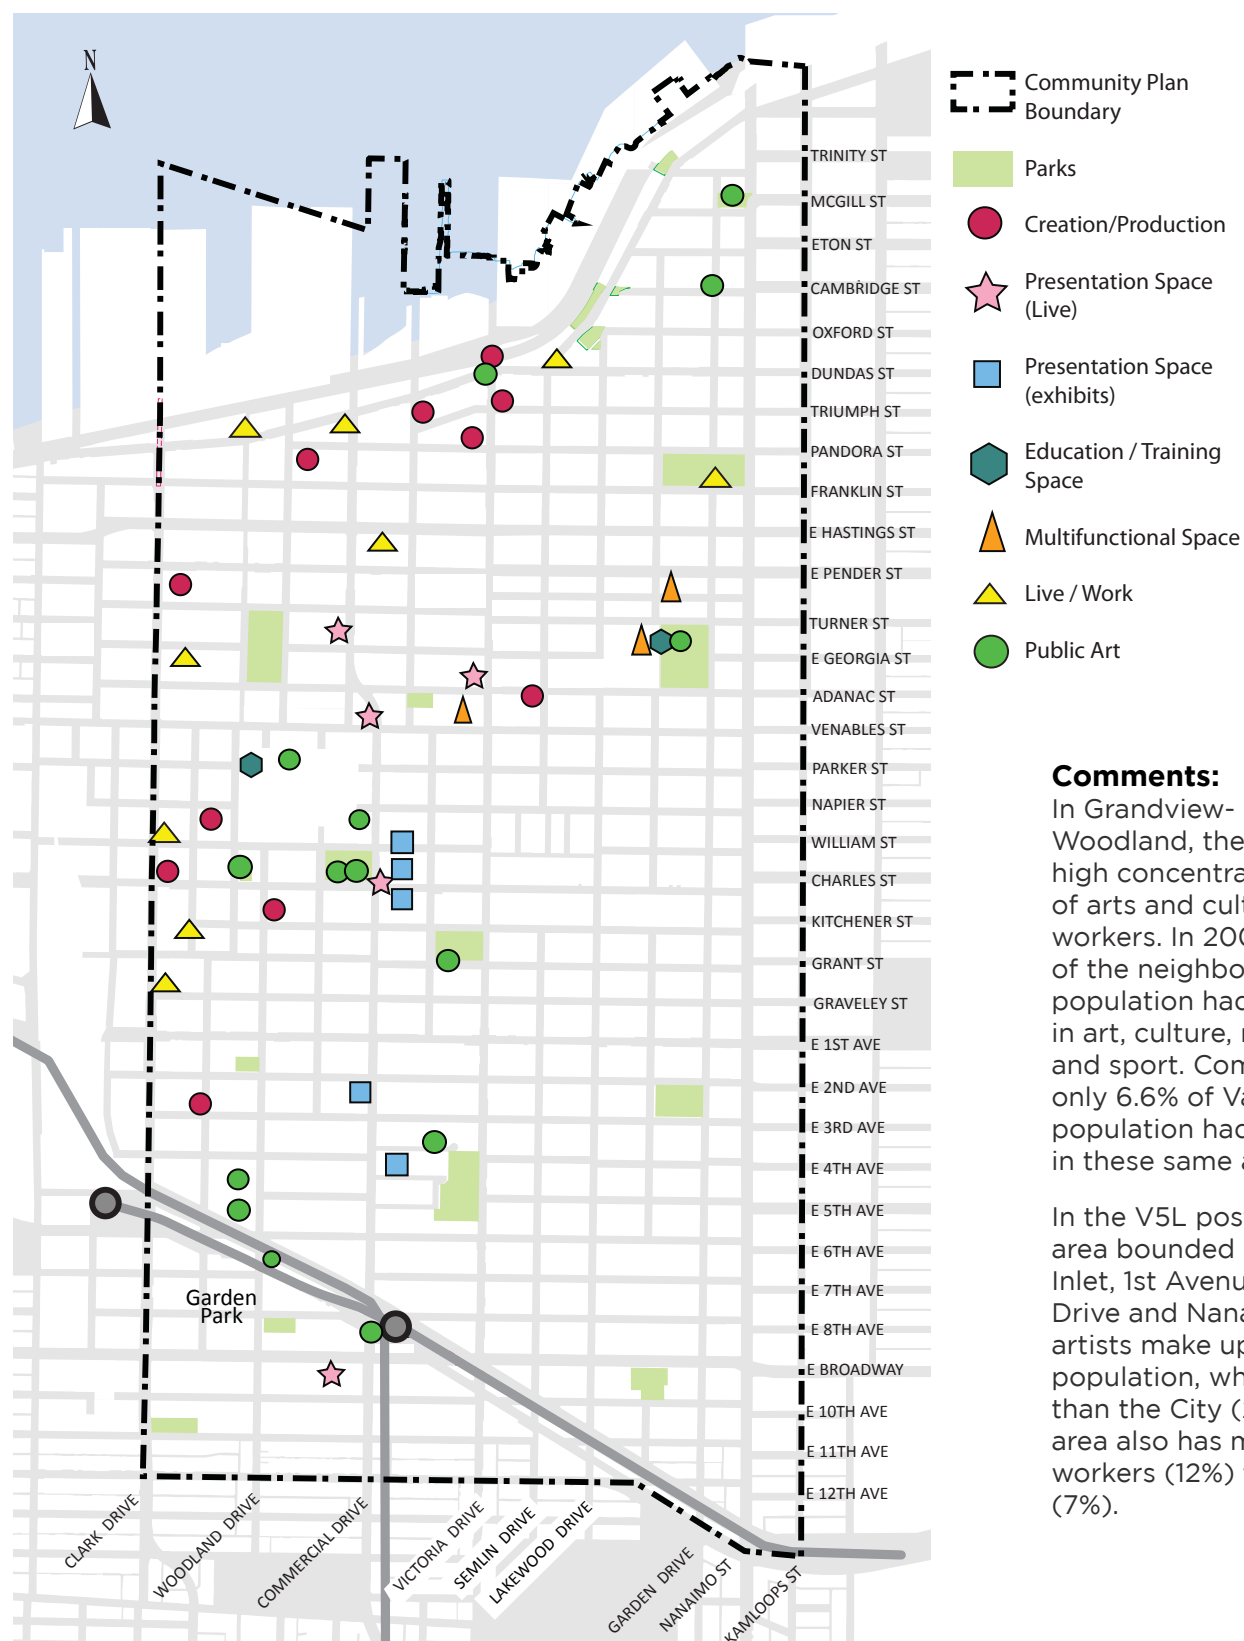 N
Community Plan
Boundary
Parks
Creation/Production
Presentation Space
(Live)
Presentation Space
(exhibits)
Education / Training
Space
Multifunctional Space
Live / Work
Public Art
TRINITY ST
MCGILL ST
ETON ST
CAMBRIDGE ST
OXFORD ST
DUNDAS ST
TRIUMPH ST
PANDORA ST
FRANKLIN ST
E HASTINGS ST
E PENDER ST
TURNER ST
E GEORGIA ST
ADANAC ST
VENABLES ST
PARKER ST
NAPIER ST
WILLIAM ST
CHARLES ST
KITCHENER ST
GRANT ST
GRAVELEY ST
E 1ST AVE
E 2ND AVE
E 3RD AVE
E 4TH AVE
E 5TH AVE
E 6TH AVE
E 7TH AVE
E 8TH AVE
E BROADWAY
E 10TH AVE
E 11TH AVE
E 12TH AVE
Garden
Park
CLARK DRIVE
WOODLAND DRIVE
COMMERCIAL DRIVE
VICTORIA DRIVE
SEMLIN DRIVE
LAKEWOOD DRIVE
GARDEN DRIVE
NANAIMO ST
KAMLOOPS ST
Comments:
In Grandview-
Woodland, the
high concentra
of arts and cult
workers. In 200
of the neighbo
population had
in art, culture, r
and sport. Com
only 6.6% of Va
population had
in these same a
In the V5L pos
area bounded
Inlet, 1st Avenu
Drive and Nana
artists make up
population, wh
than the City (
area also has m
workers (12%)
(7%).